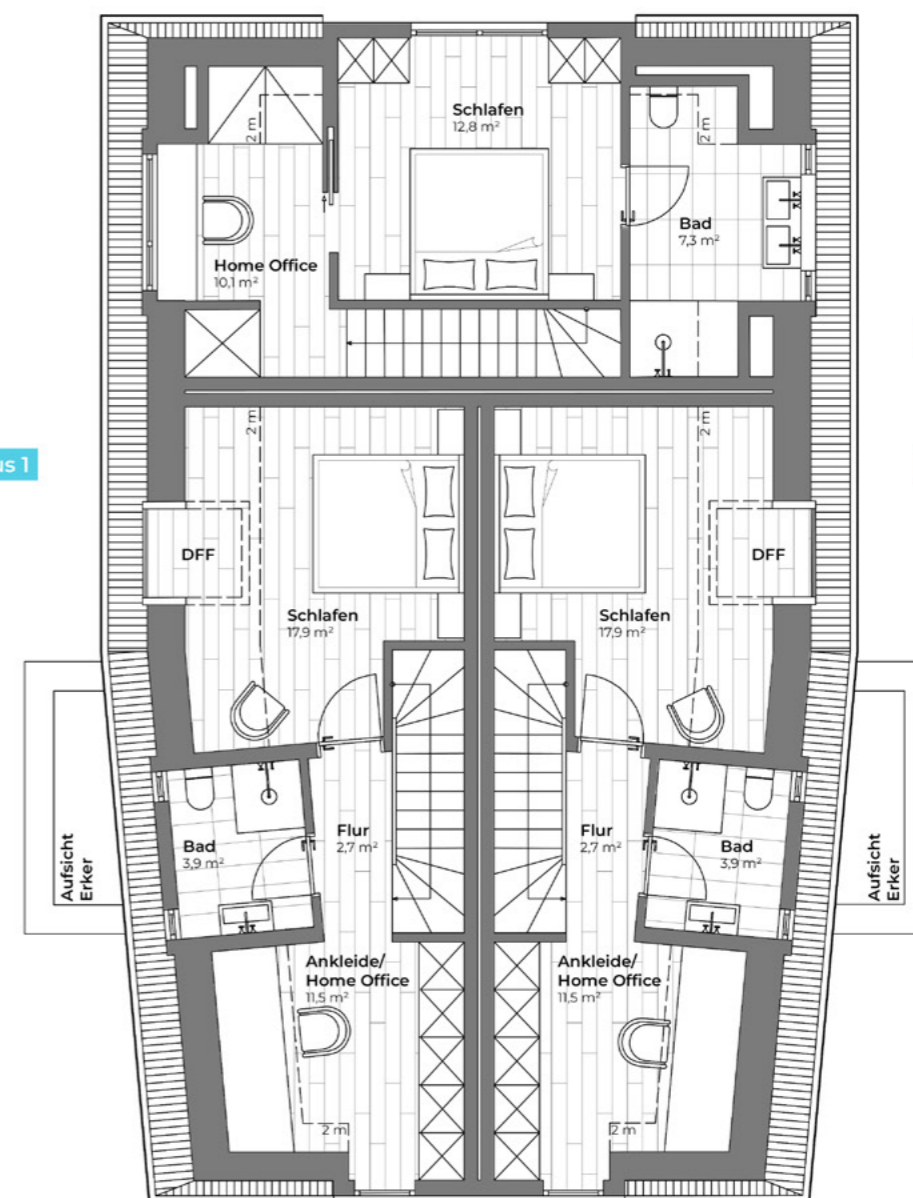 Schlafen
12,8 m²
2 m
2 m
Bad
7,3 m²
Home Office
10,1 m²
2 m
2 m
us 1
DFF
DFF
Schlafen
17,9 m²
Schlafen
17,9 m²
Aufsicht
Erker
Bad
3,9 m²
Flur
2,7 m²
Flur
2,7 m²
Bad
3,9 m²
Aufsicht
Erker
Ankleide/
Home Office
11,5 m²
Ankleide/
Home Office
11,5 m²
2 m
2 m